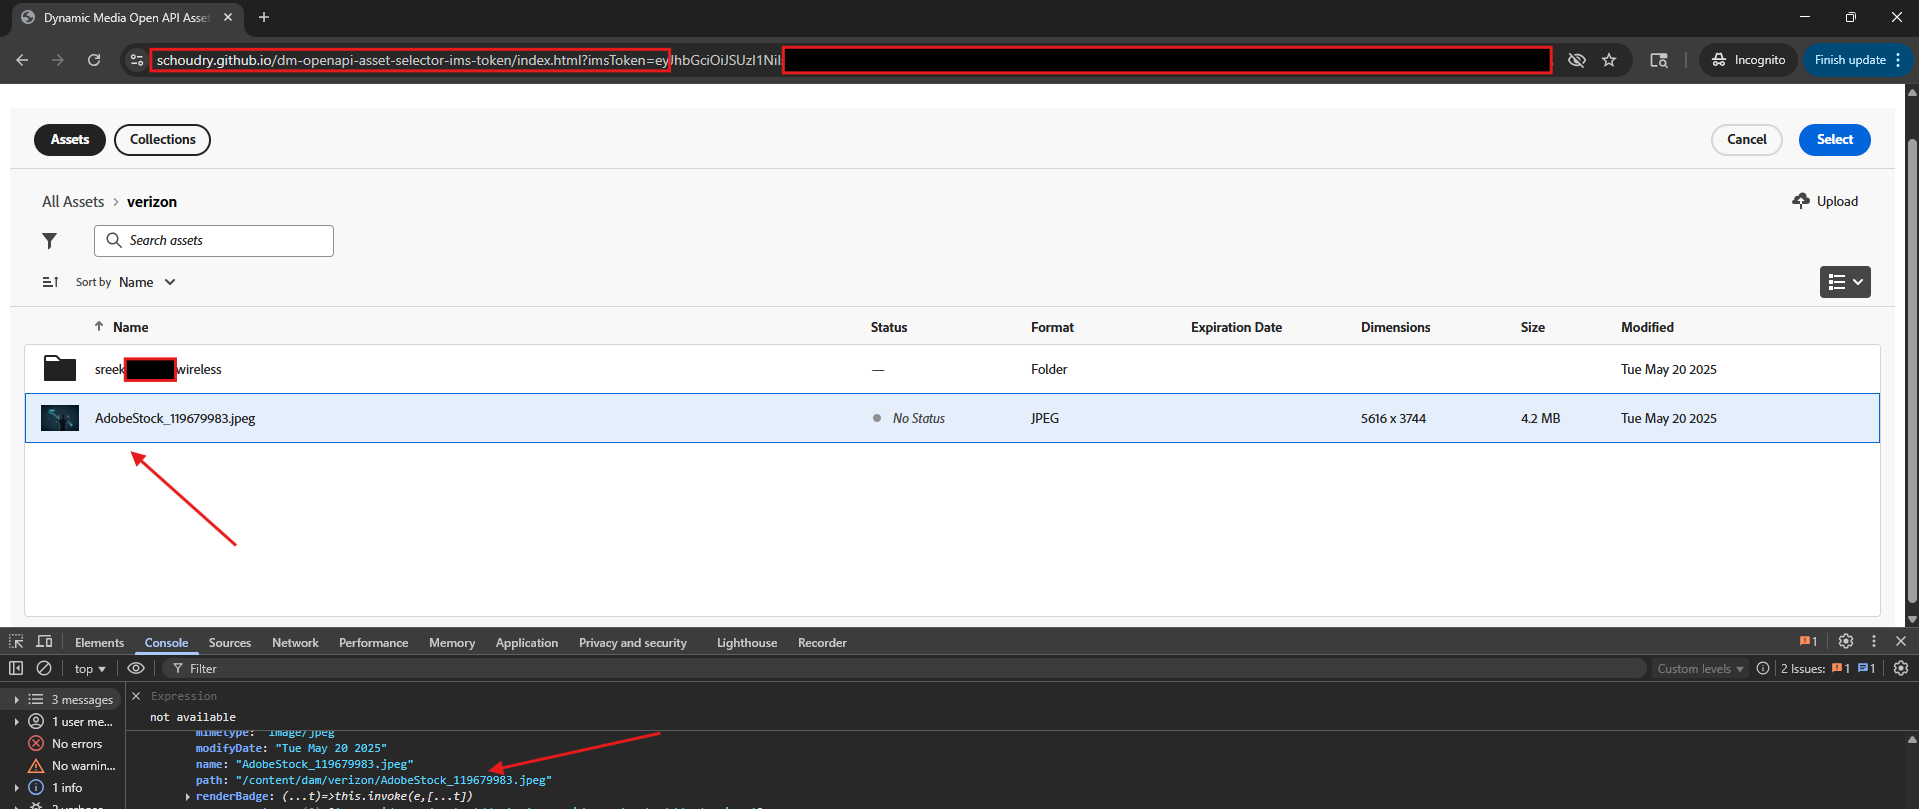 Dynamic Media Open API Asset
schoudry.github.io/dm-openapi-asset-selector-ims-token/index.html?imsToken=eyJhbGciOiJSUzI1NiI
Incognito
Finish update
Assets
Collections
Cancel
Select
All Assets > verizon
Upload
Search assets
Sort by Name
Name Status Format Expiration Date Dimensions Size Modified
sreek wireless — Folder Tue May 20 2025
AdobeStock_119679983.jpeg No Status JPEG 5616 x 3744 4.2 MB Tue May 20 2025
Elements Console Sources Network Performance Memory Application Privacy and security Lighthouse Recorder 1
top Filter Custom levels 2 Issues: 1 1
3 messages
Expression
not available
1 user me...
mimetype: "image/jpeg
modifyDate: "Tue May 20 2025"
No errors
name: "AdobeStock_119679983.jpeg"
No warnin...
path: "/content/dam/verizon/AdobeStock_119679983.jpeg"
1 info
renderBadge: (...t)=>this.invoke(e,[...t])